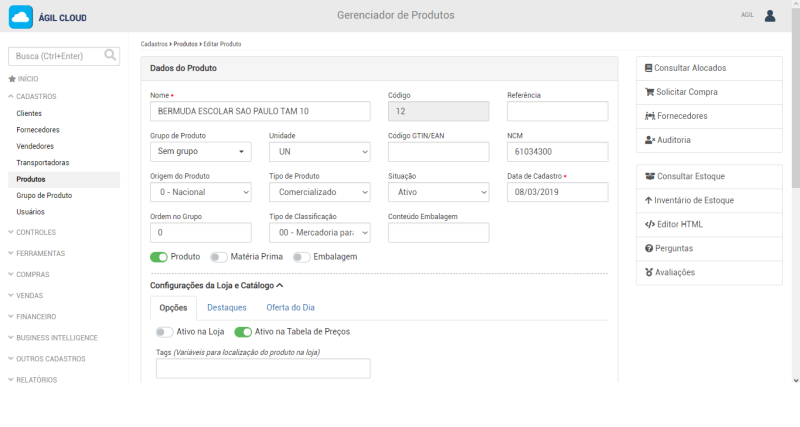 ÁGIL CLOUD
Gerenciador de Produtos
AGIL
Busca (Ctrl+Enter)
INÍCIO
CADASTROS
Clientes
Fornecedores
Vendedores
Transportadoras
Produtos
Grupo de Produto
Usuários
CONTROLES
FERRAMENTAS
COMPRAS
VENDAS
FINANCEIRO
BUSINESS INTELLIGENCE
OUTROS CADASTROS
RELATÓRIOS
Cadastros > Produtos > Editar Produto
Dados do Produto
Nome • Código Referência
BERMUDA ESCOLAR SAO PAULO TAM 10 12
Grupo de Produto Unidade Código GTIN/EAN NCM
Sem grupo UN 61034300
Origem do Produto Tipo de Produto Situação Data de Cadastro •
0 - Nacional Comercializado Ativo 08/03/2019
Ordem no Grupo Tipo de Classificação Conteúdo Embalagem
0 00 - Mercadoria para
Produto Matéria Prima Embalagem
Configurações da Loja e Catálogo
Opções Destaques Oferta do Dia
Ativo na Loja Ativo na Tabela de Preços
Tags (Variáveis para localização do produto na loja)
Consultar Alocados
Solicitar Compra
Fornecedores
Auditoria
Consultar Estoque
Inventário de Estoque
Editor HTML
Perguntas
Avaliações